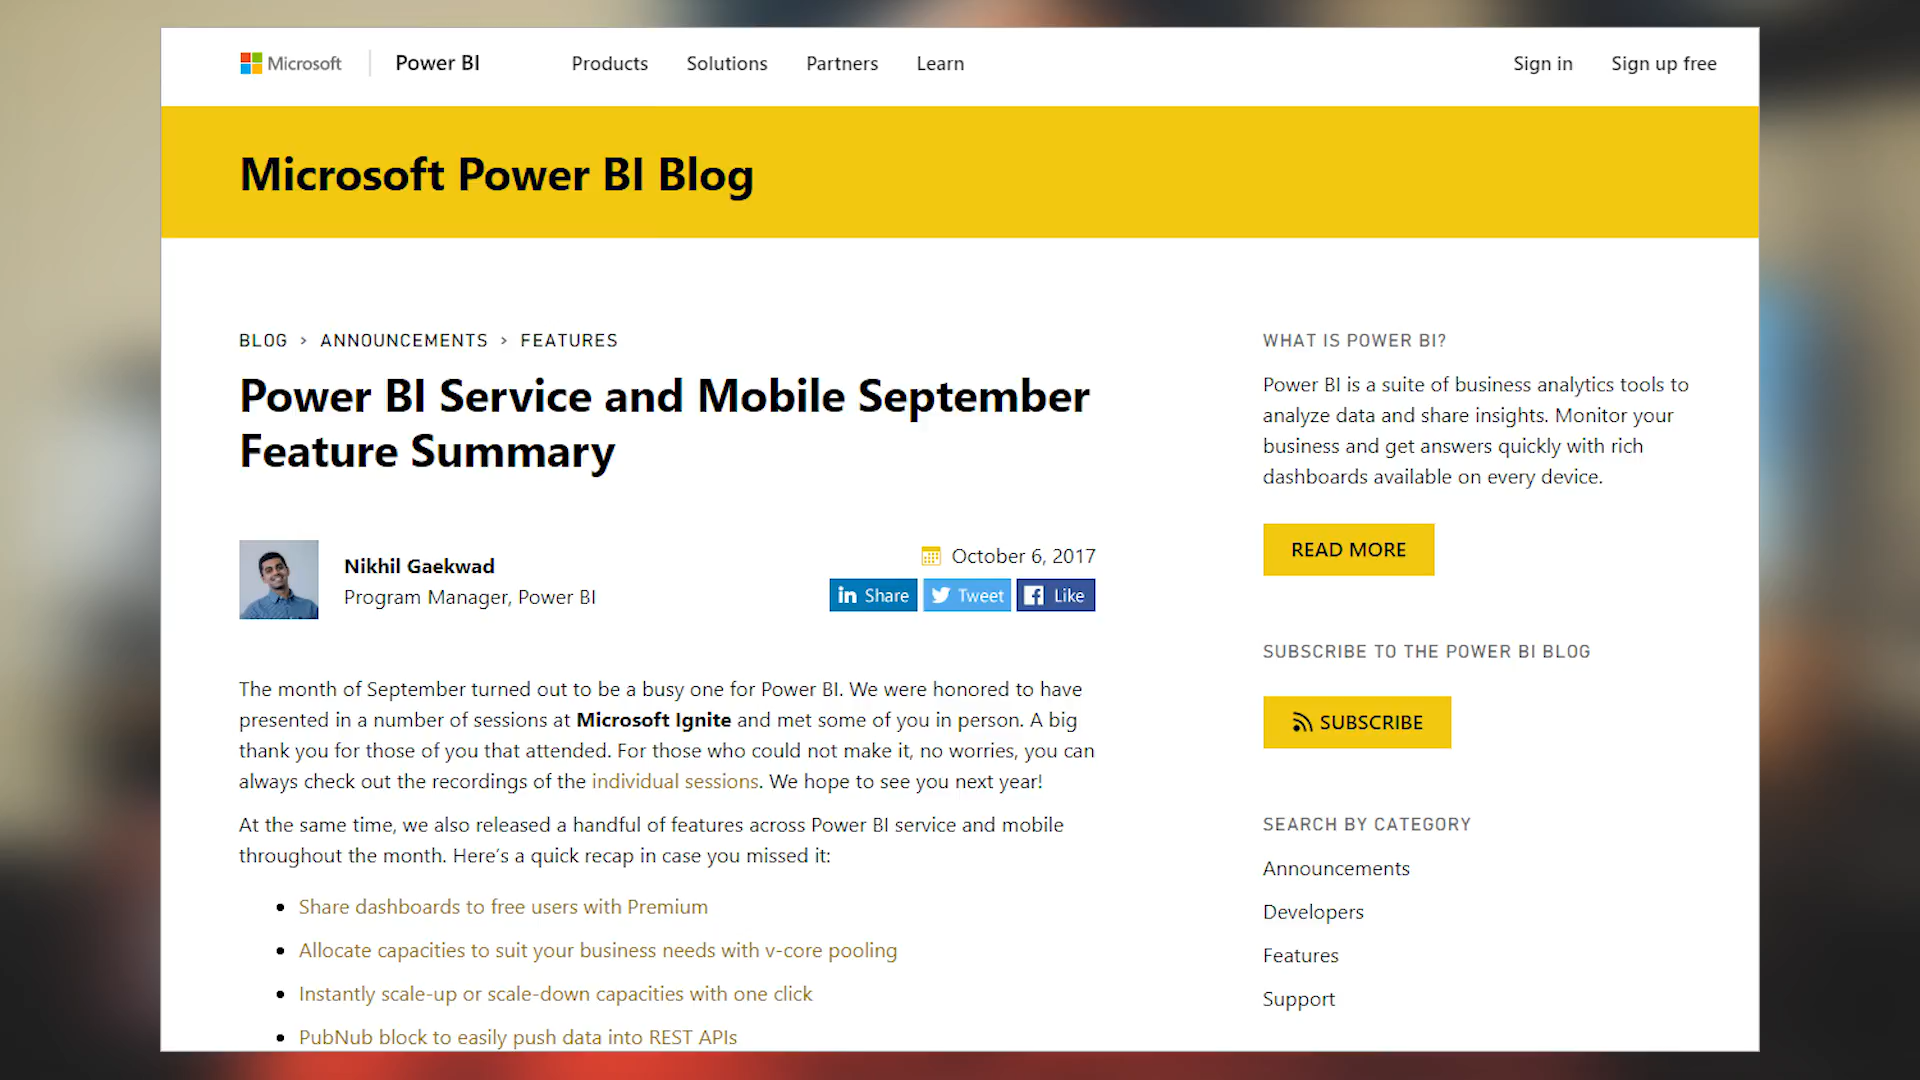 Microsoft Power BI Products Solutions Partners Learn Sign in Sign up free
Microsoft Power BI Blog
BLOG > ANNOUNCEMENTS > FEATURES
Power BI Service and Mobile September
Feature Summary
Nikhil Gaekwad
Program Manager, Power BI
October 6, 2017
Share Tweet Like
The month of September turned out to be a busy one for Power BI. We were honored to have
presented in a number of sessions at Microsoft Ignite and met some of you in person. A big
thank you for those of you that attended. For those who could not make it, no worries, you can
always check out the recordings of the individual sessions. We hope to see you next year!
At the same time, we also released a handful of features across Power BI service and mobile
throughout the month. Here's a quick recap in case you missed it:
• Share dashboards to free users with Premium
• Allocate capacities to suit your business needs with v-core pooling
• Instantly scale-up or scale-down capacities with one click
• PubNub block to easily push data into REST APIs
WHAT IS POWER BI?
Power BI is a suite of business analytics tools to
analyze data and share insights. Monitor your
business and get answers quickly with rich
dashboards available on every device.
READ MORE
SUBSCRIBE TO THE POWER BI BLOG
SUBSCRIBE
SEARCH BY CATEGORY
Announcements
Developers
Features
Support